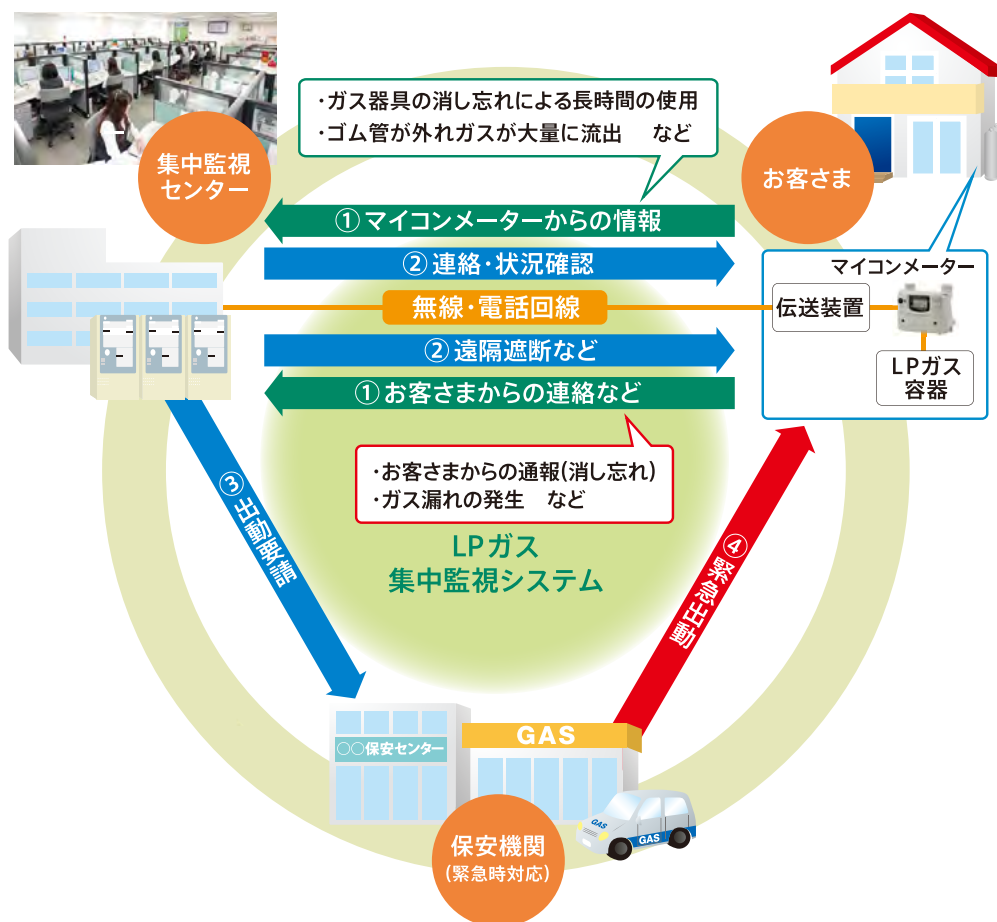 ・ガス器具の消し忘れによる長時間の使用
・ゴム管が外れガスが大量に流出　など
集中監視
センター
お客さま
①マイコンメーターからの情報
②連絡・状況確認
無線・電話回線
②遠隔遮断など
①お客さまからの連絡など
マイコンメーター
伝送装置
LPガス
容器
・お客さまからの通報(消し忘れ)
・ガス漏れの発生　など
LPガス
集中監視システム
③出動要請
④緊急出動
○○保安センター
GAS
GAS
GAS
保安機関
(緊急時対応)